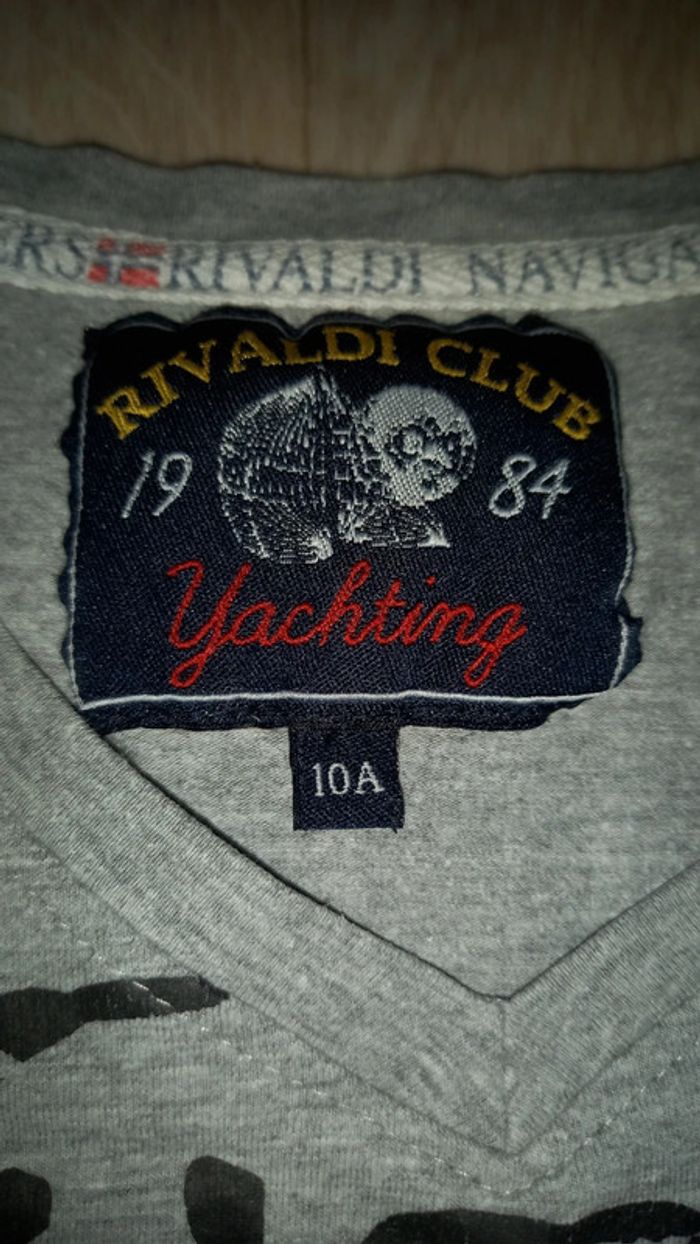 ERS RIVALDI NAVIGA
RIVALDI CLUB
19 84
Yachting
10A